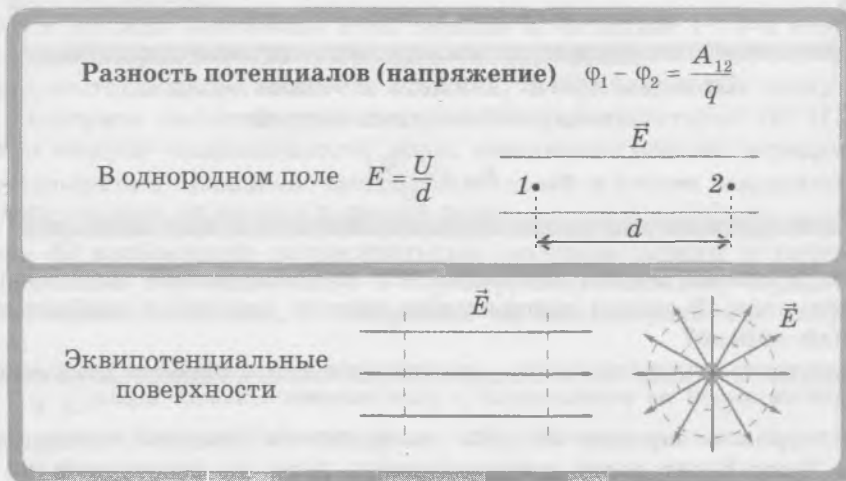 Разность потенциалов (напряжение) φ₁ − φ₂ = A₁₂/q
E⃗
В однородном поле E = U/d
1 2
d
E⃗
E⃗
Эквипотенциальные
поверхности